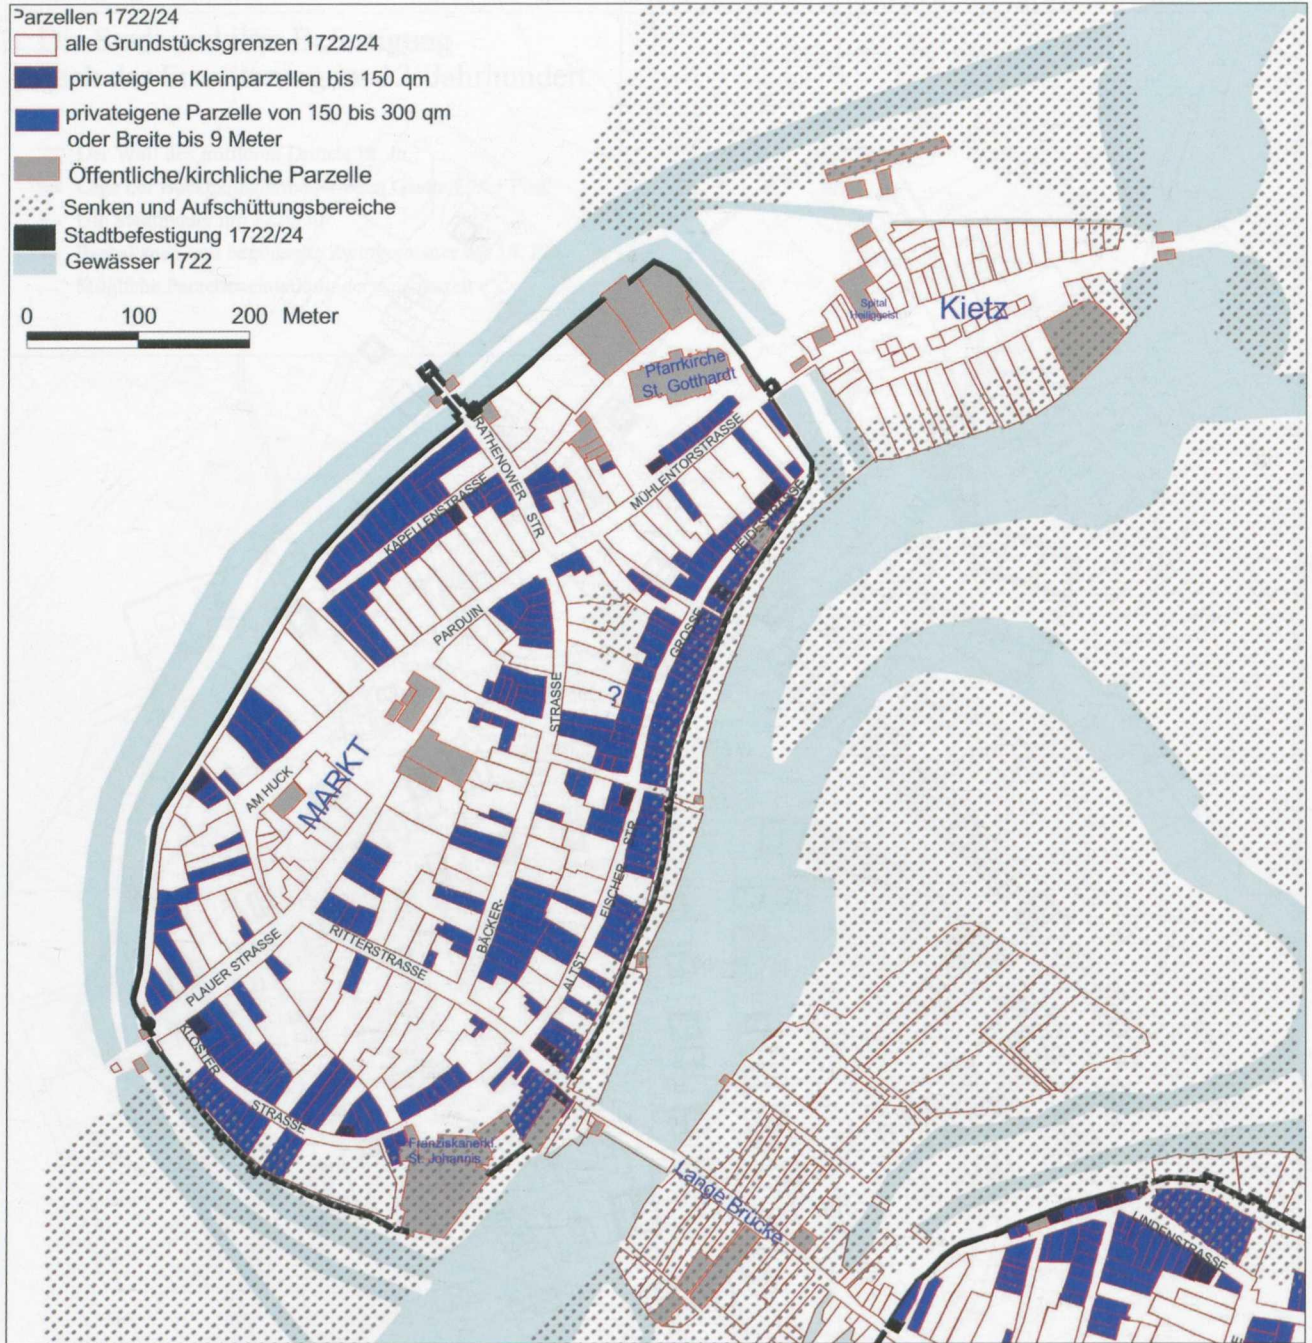 Parzellen 1722/24
alle Grundstücksgrenzen 1722/24
privateigene Kleinparzellen bis 150 qm
privateigene Parzelle von 150 bis 300 qm
oder Breite bis 9 Meter
Öffentliche/kirchliche Parzelle
Senken und Aufschüttungsbereiche
Stadtbefestigung 1722/24
Gewässer 1722
0 100 200 Meter
Spital
Heiliggeist
Kietz
Pfarrkirche
St. Gotthardt
RATHENOWER STR
MÜHLENTORSTRASSE
KAPELLENSTRASSE
HEIDESTRASSE
PARDUIN
GROSSE
STRASSE
?
MARKT
AM HUCK
FISCHER STR
BÄCKER-
RITTERSTRASSE
PLAUER STRASSE
ALTST
KLOSTER
STRASSE
Franziskanerkl.
St. Johannis
Lange Brücke
LINDENSTRASSE